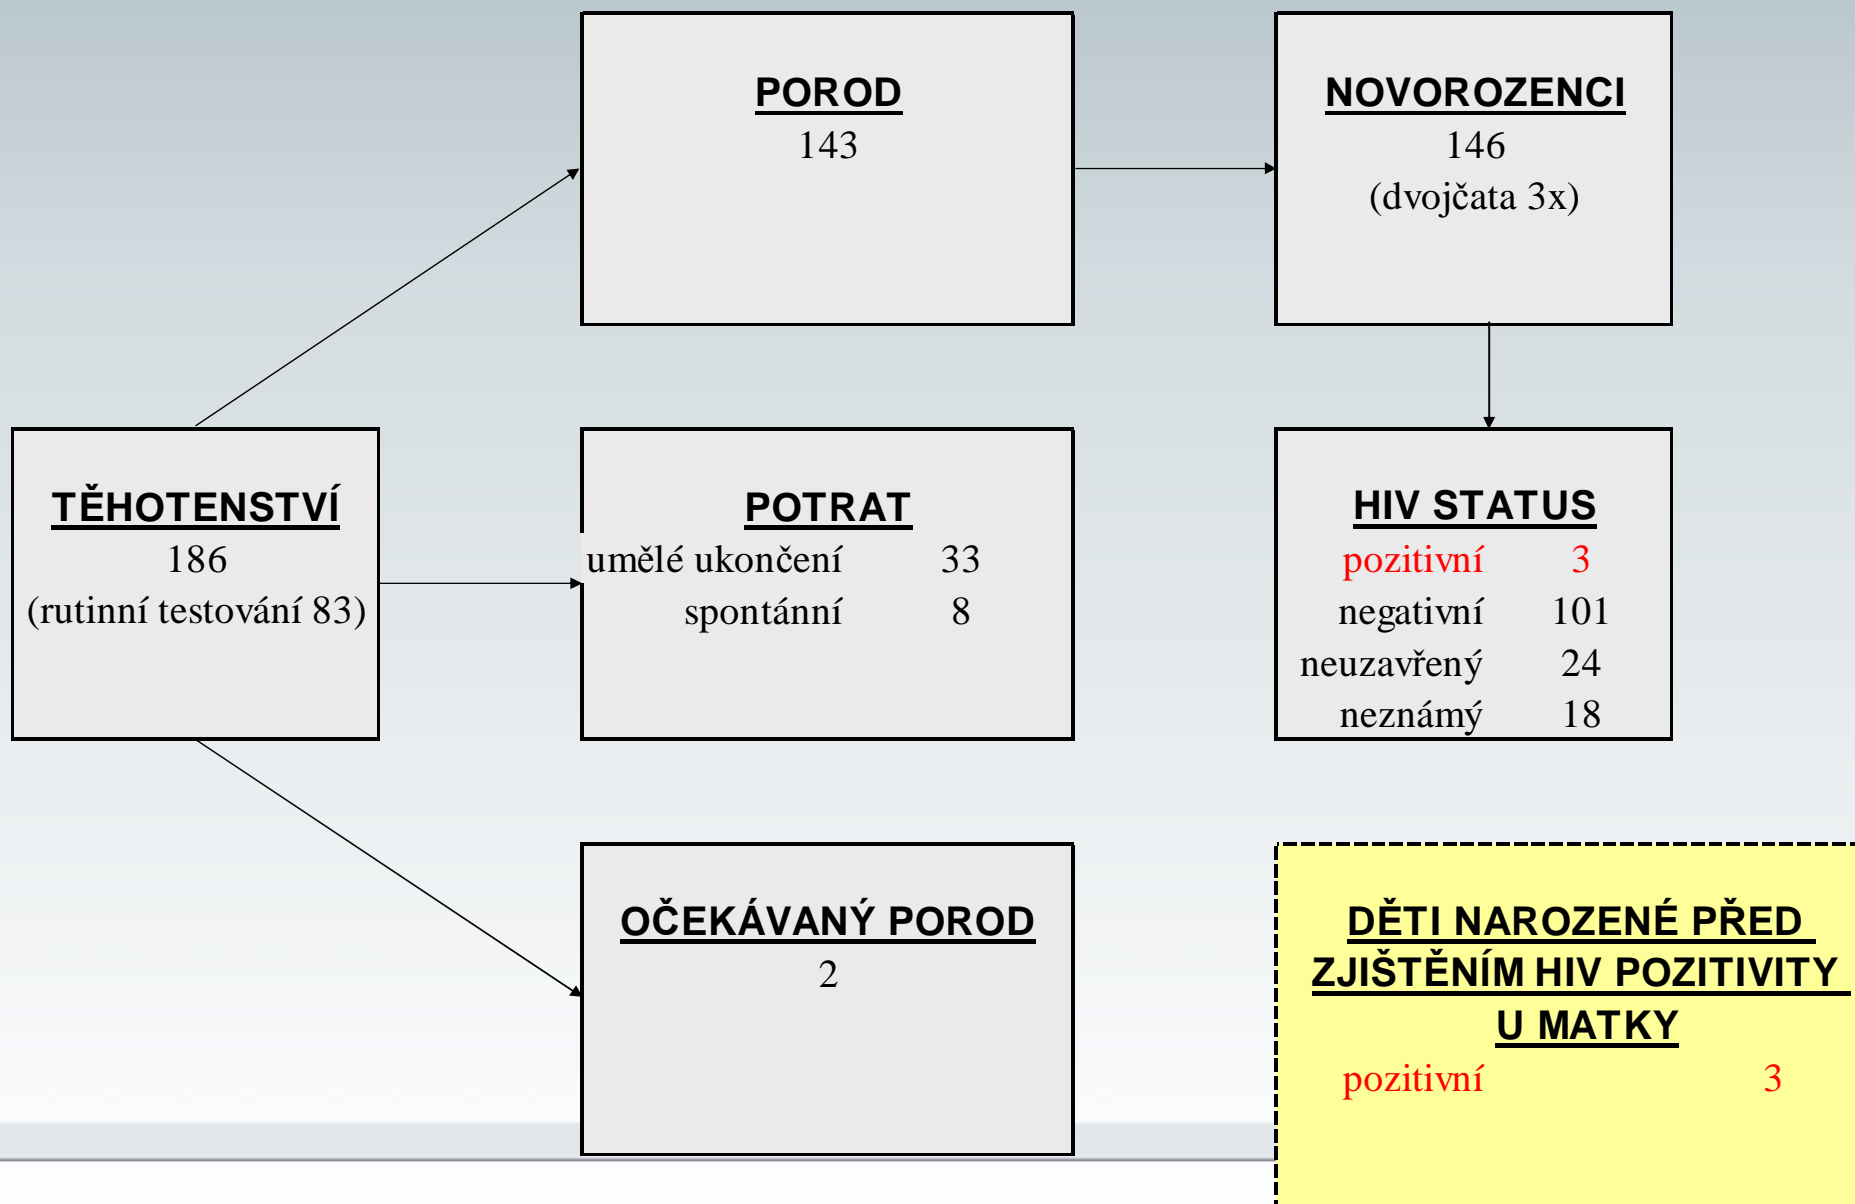 POROD
143
NOVOROZENCI
146
(dvojčata 3x)
TĚHOTENSTVÍ
186
(rutinní testování 83)
POTRAT
umělé ukončení 33
spontánní 8
HIV STATUS
pozitivní 3
negativní 101
neuzavřený 24
neznámý 18
OČEKÁVANÝ POROD
2
DĚTI NAROZENÉ PŘED
ZJIŠTĚNÍM HIV POZITIVITY
U MATKY
pozitivní 3